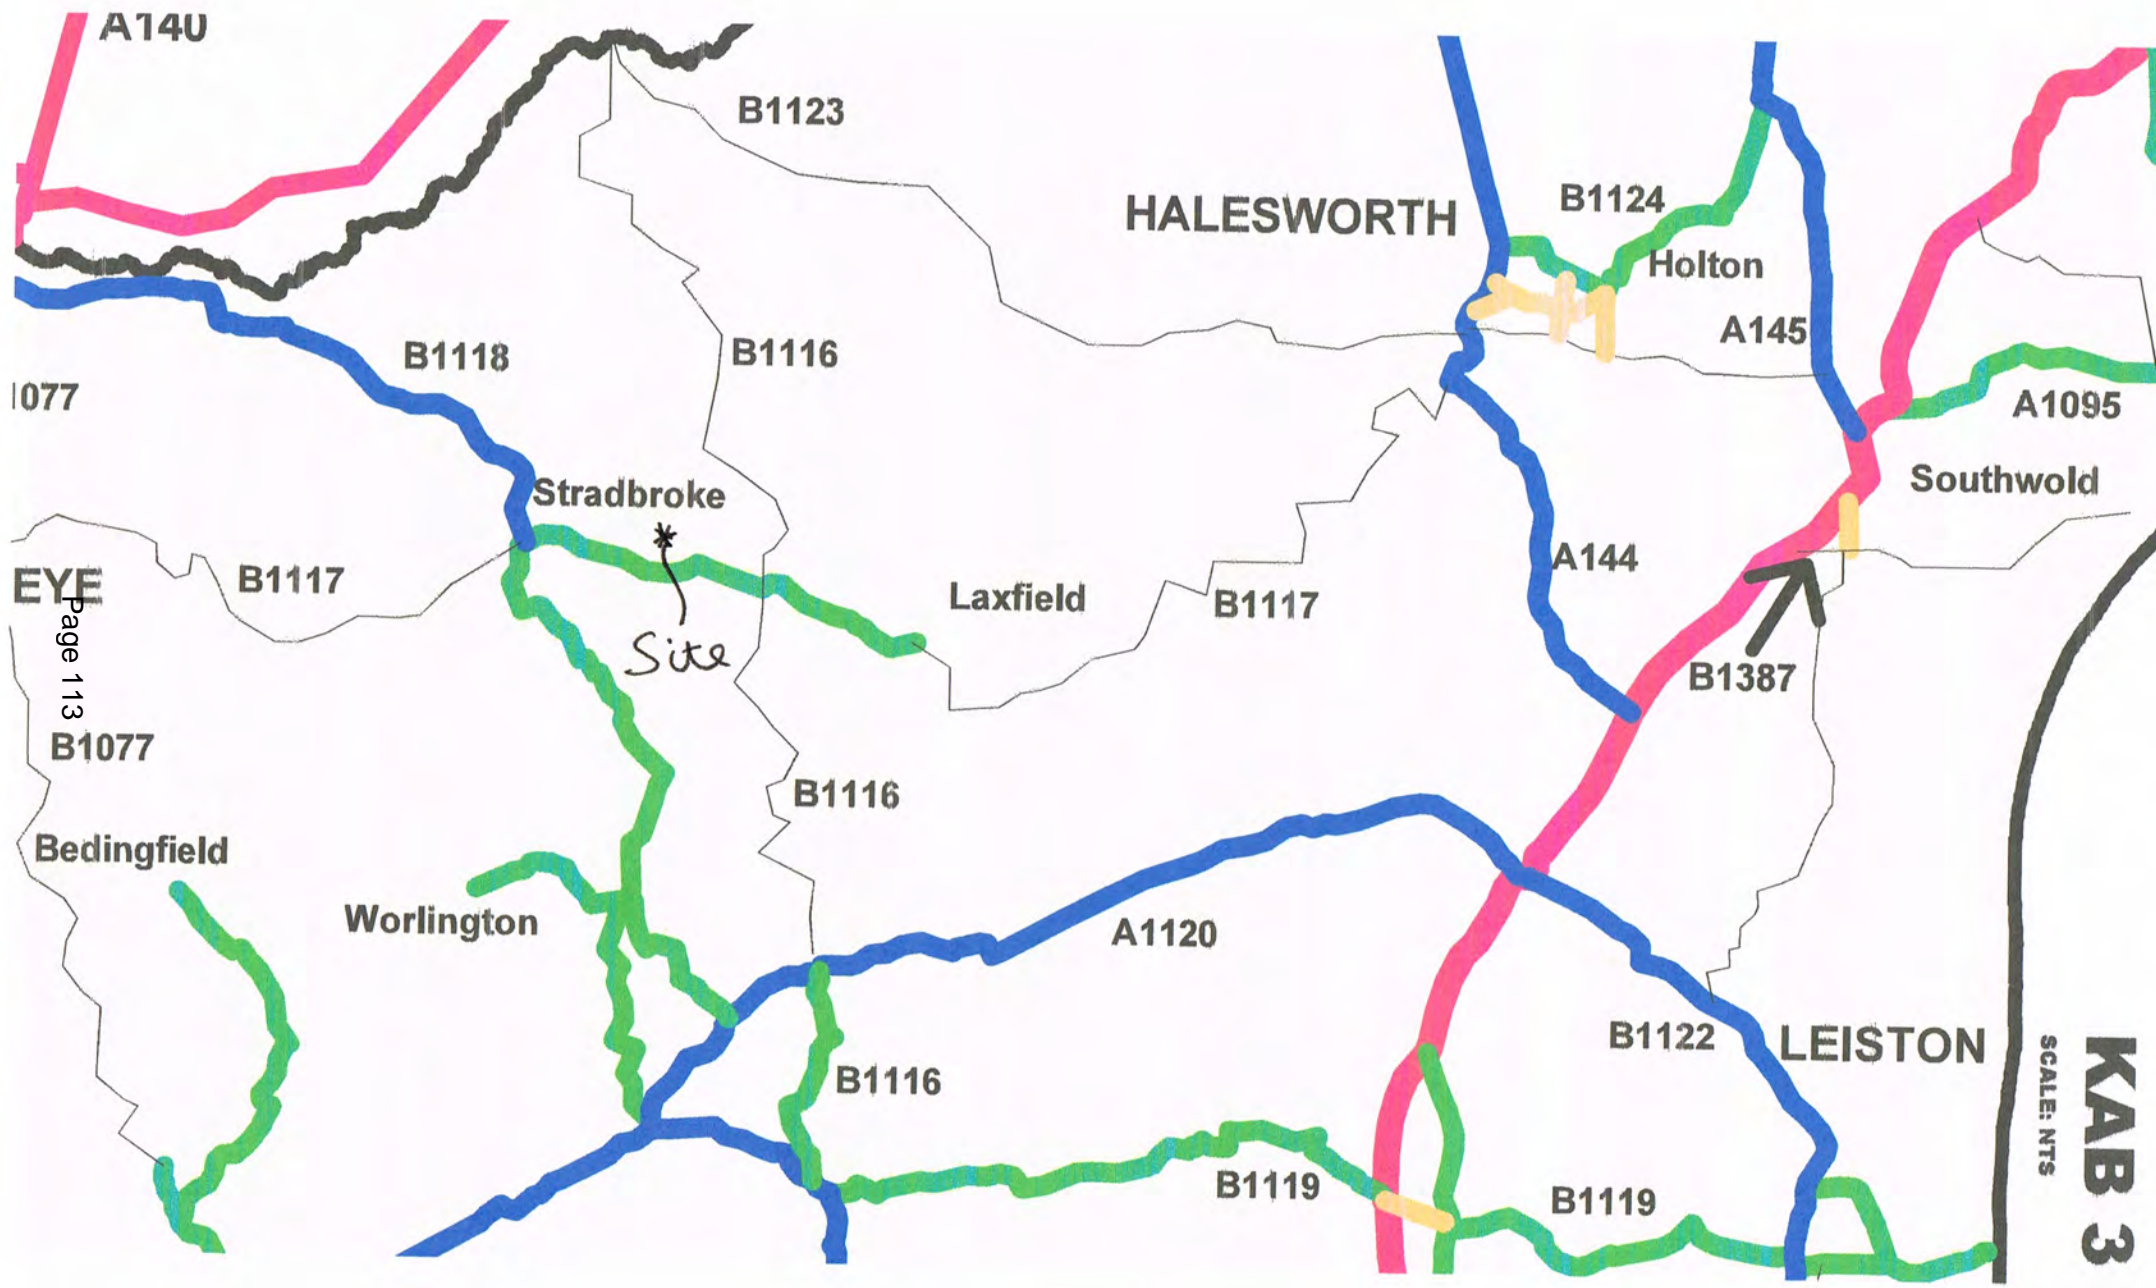 A140
B1123
HALESWORTH
B1124
Holton
A145
B1118
B1116
1077
A1095
Stradbroke
Southwold
EYE
B1117
A144
Laxfield
B1117
Site
Page 113
B1387
B1077
B1116
Bedingfield
Worlington
A1120
B1122
LEISTON
B1116
B1119
B1119
KAB 3
SCALE: NTS